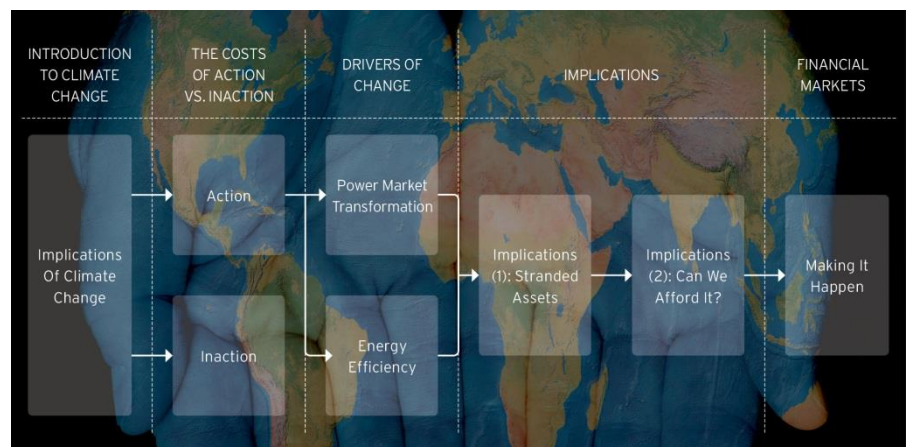 INTRODUCTION
TO CLIMATE
CHANGE
THE COSTS
OF ACTION
VS. INACTION
DRIVERS OF
CHANGE
IMPLICATIONS
FINANCIAL
MARKETS
Implications
Of Climate
Change
Action
Inaction
Power Market
Transformation
Energy
Efficiency
Implications
(1): Stranded
Assets
Implications
(2): Can We
Afford It?
Making It
Happen